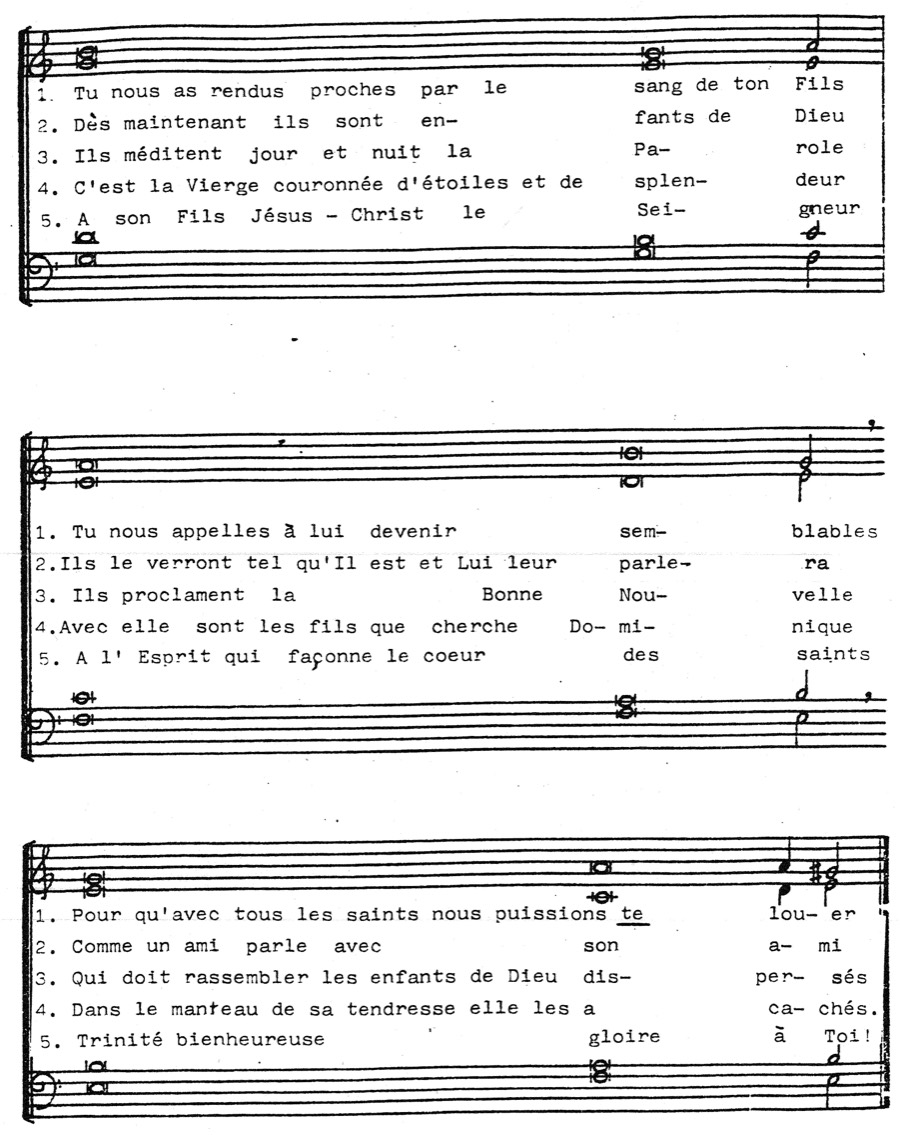 1. Tu nous as rendus proches par le sang de ton Fils
2. Dès maintenant ils sont en- fants de Dieu
3. Ils méditent jour et nuit la Pa- role
4. C'est la Vierge couronnée d'étoiles et de splen- deur
5. A son Fils Jésus - Christ le Sei- gneur
1. Tu nous appelles à lui devenir sem- blables
2. Ils le verront tel qu'Il est et Lui leur parle- ra
3. Ils proclament la Bonne Nou- velle
4. Avec elle sont les fils que cherche Do- mi- nique
5. A l' Esprit qui façonne le coeur des saints
1. Pour qu'avec tous les saints nous puissions te lou- er
2. Comme un ami parle avec son a- mi
3. Qui doit rassembler les enfants de Dieu dis- per- sés
4. Dans le manteau de sa tendresse elle les a ca- chés.
5. Trinité bienheureuse gloire à Toi!